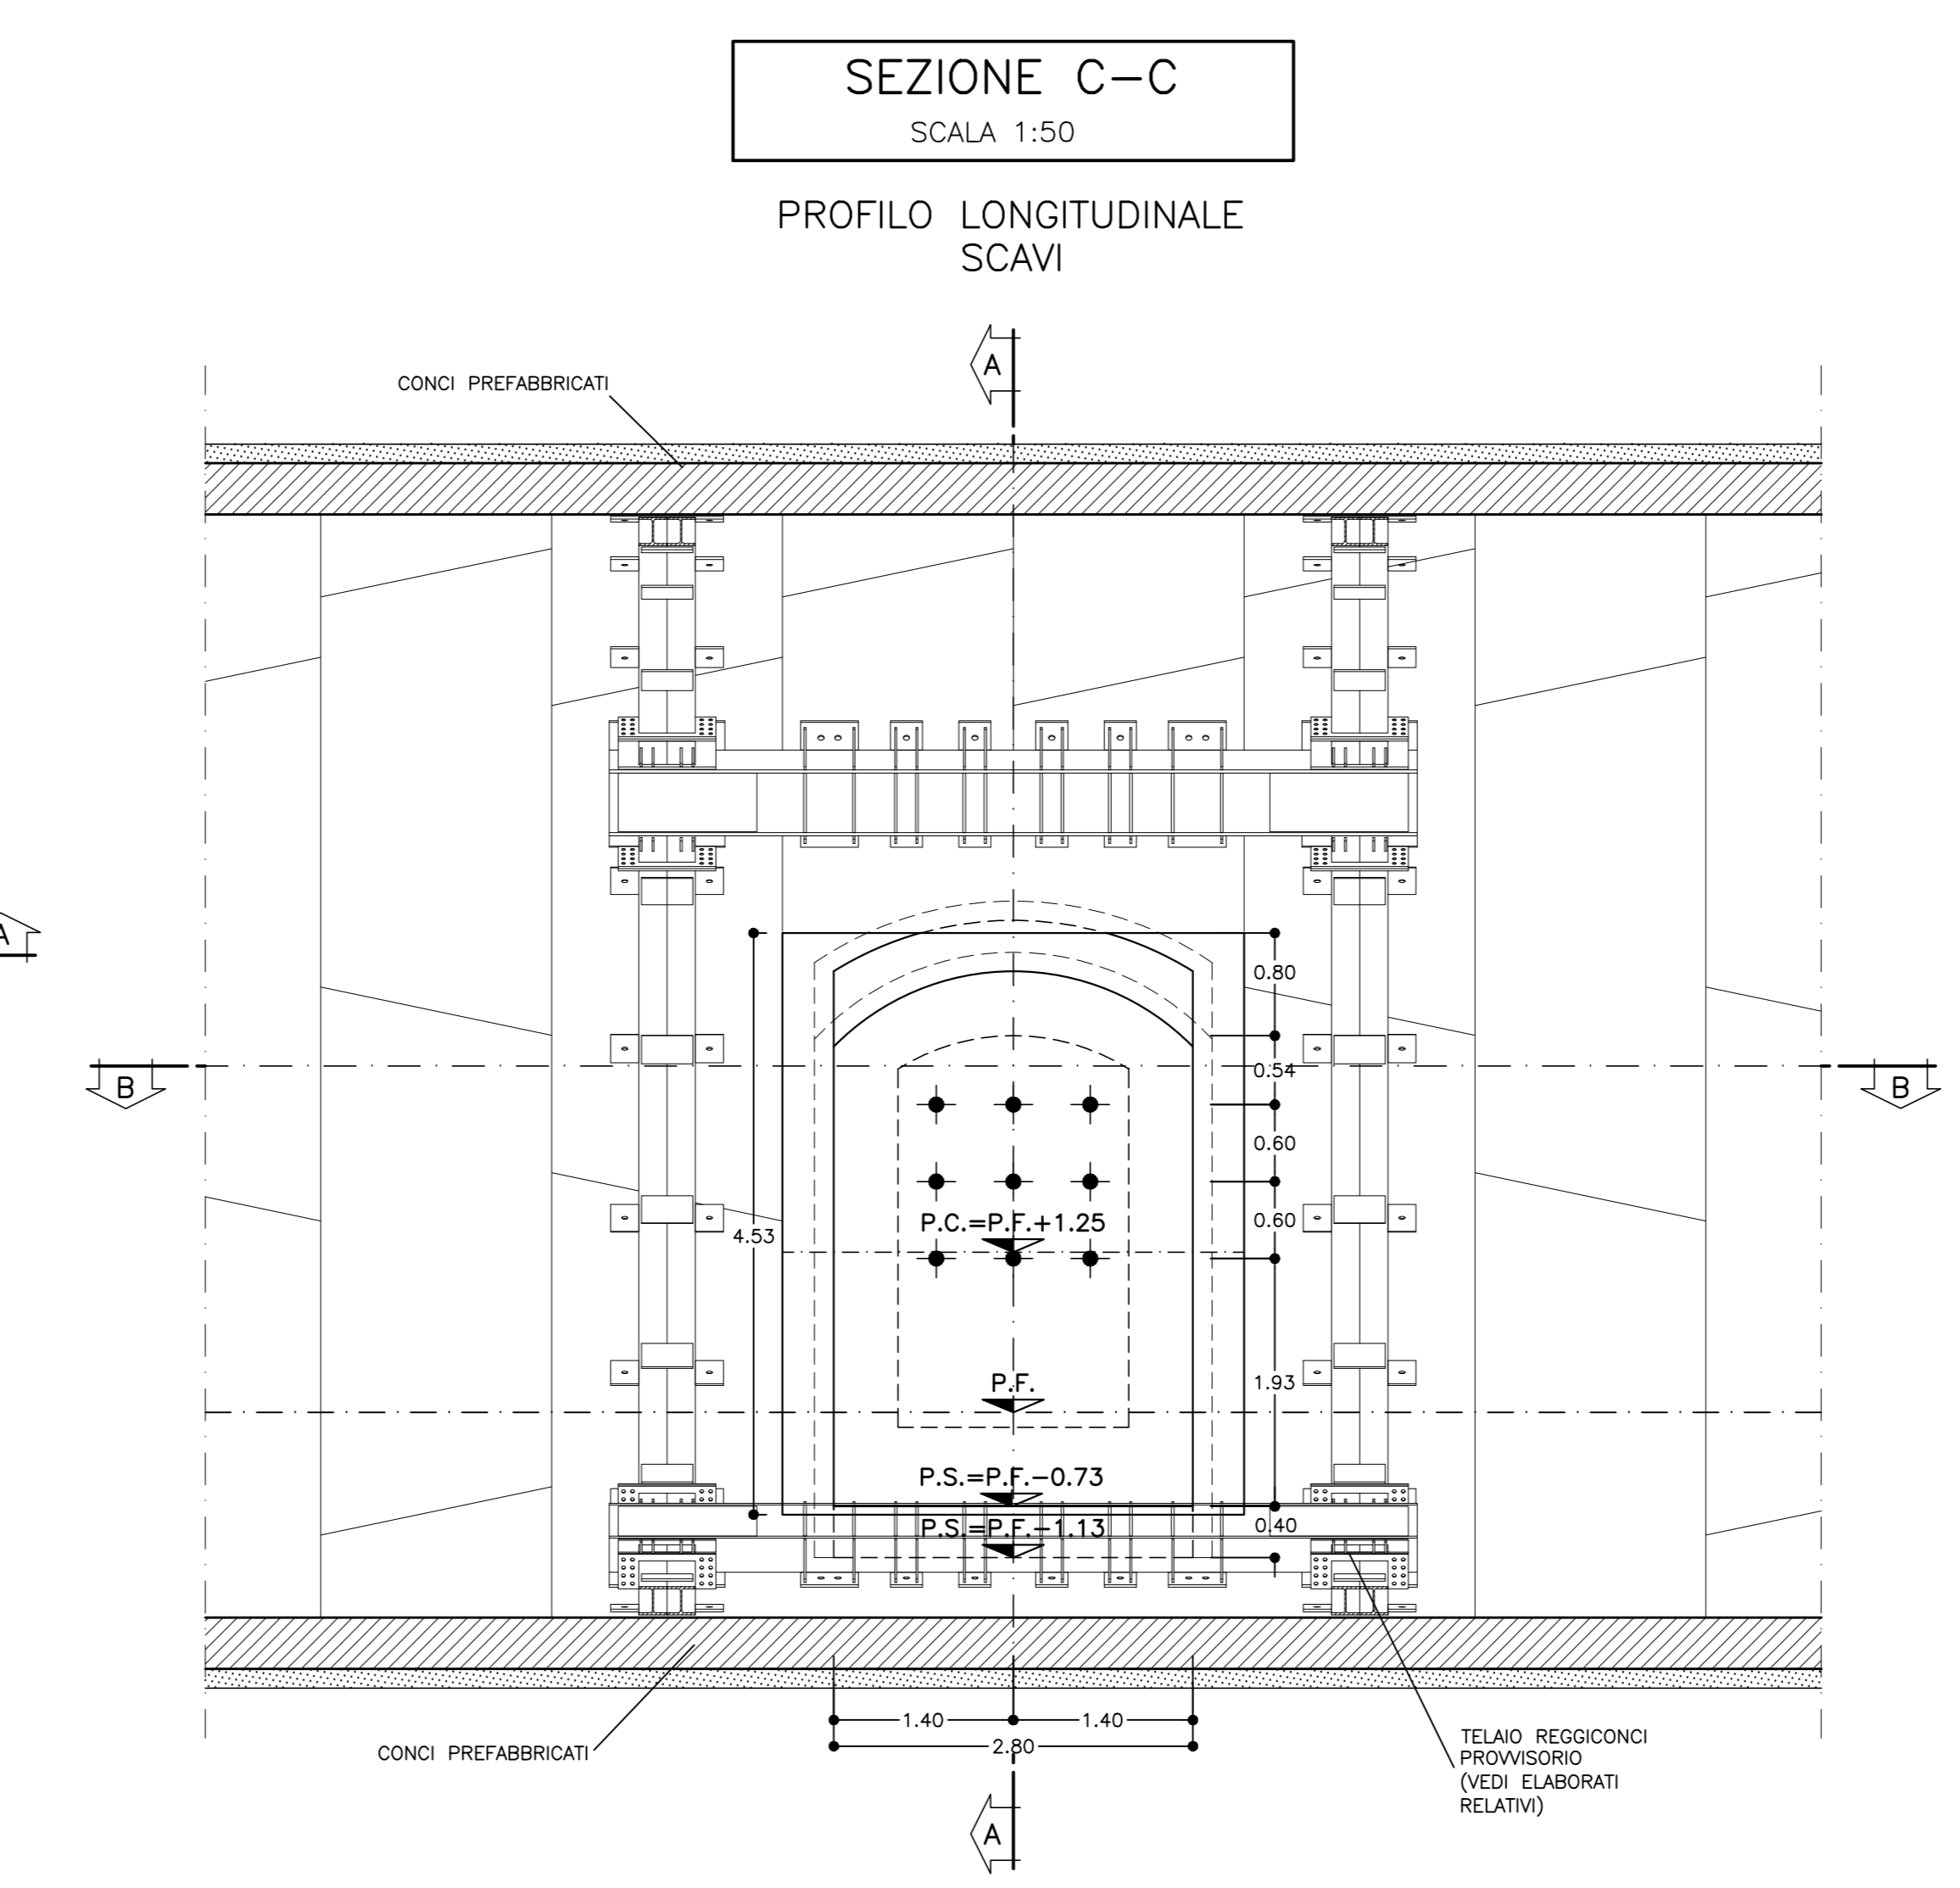 SEZIONE C-C
SCALA 1:50
PROFILO LONGITUDINALE
SCAVI
A
CONCI PREFABBRICATI
A
0.80
B
0.54
B
0.60
P.C.=P.F.+1.25
0.60
4.53
P.F.
1.93
P.S.=P.F.-0.73
P.S.=P.F.-1.13
0.40
1.40
1.40
2.80
CONCI PREFABBRICATI
TELAIO REGGICONCI
PROVVISORIO
(VEDI ELABORATI
RELATIVI)
A